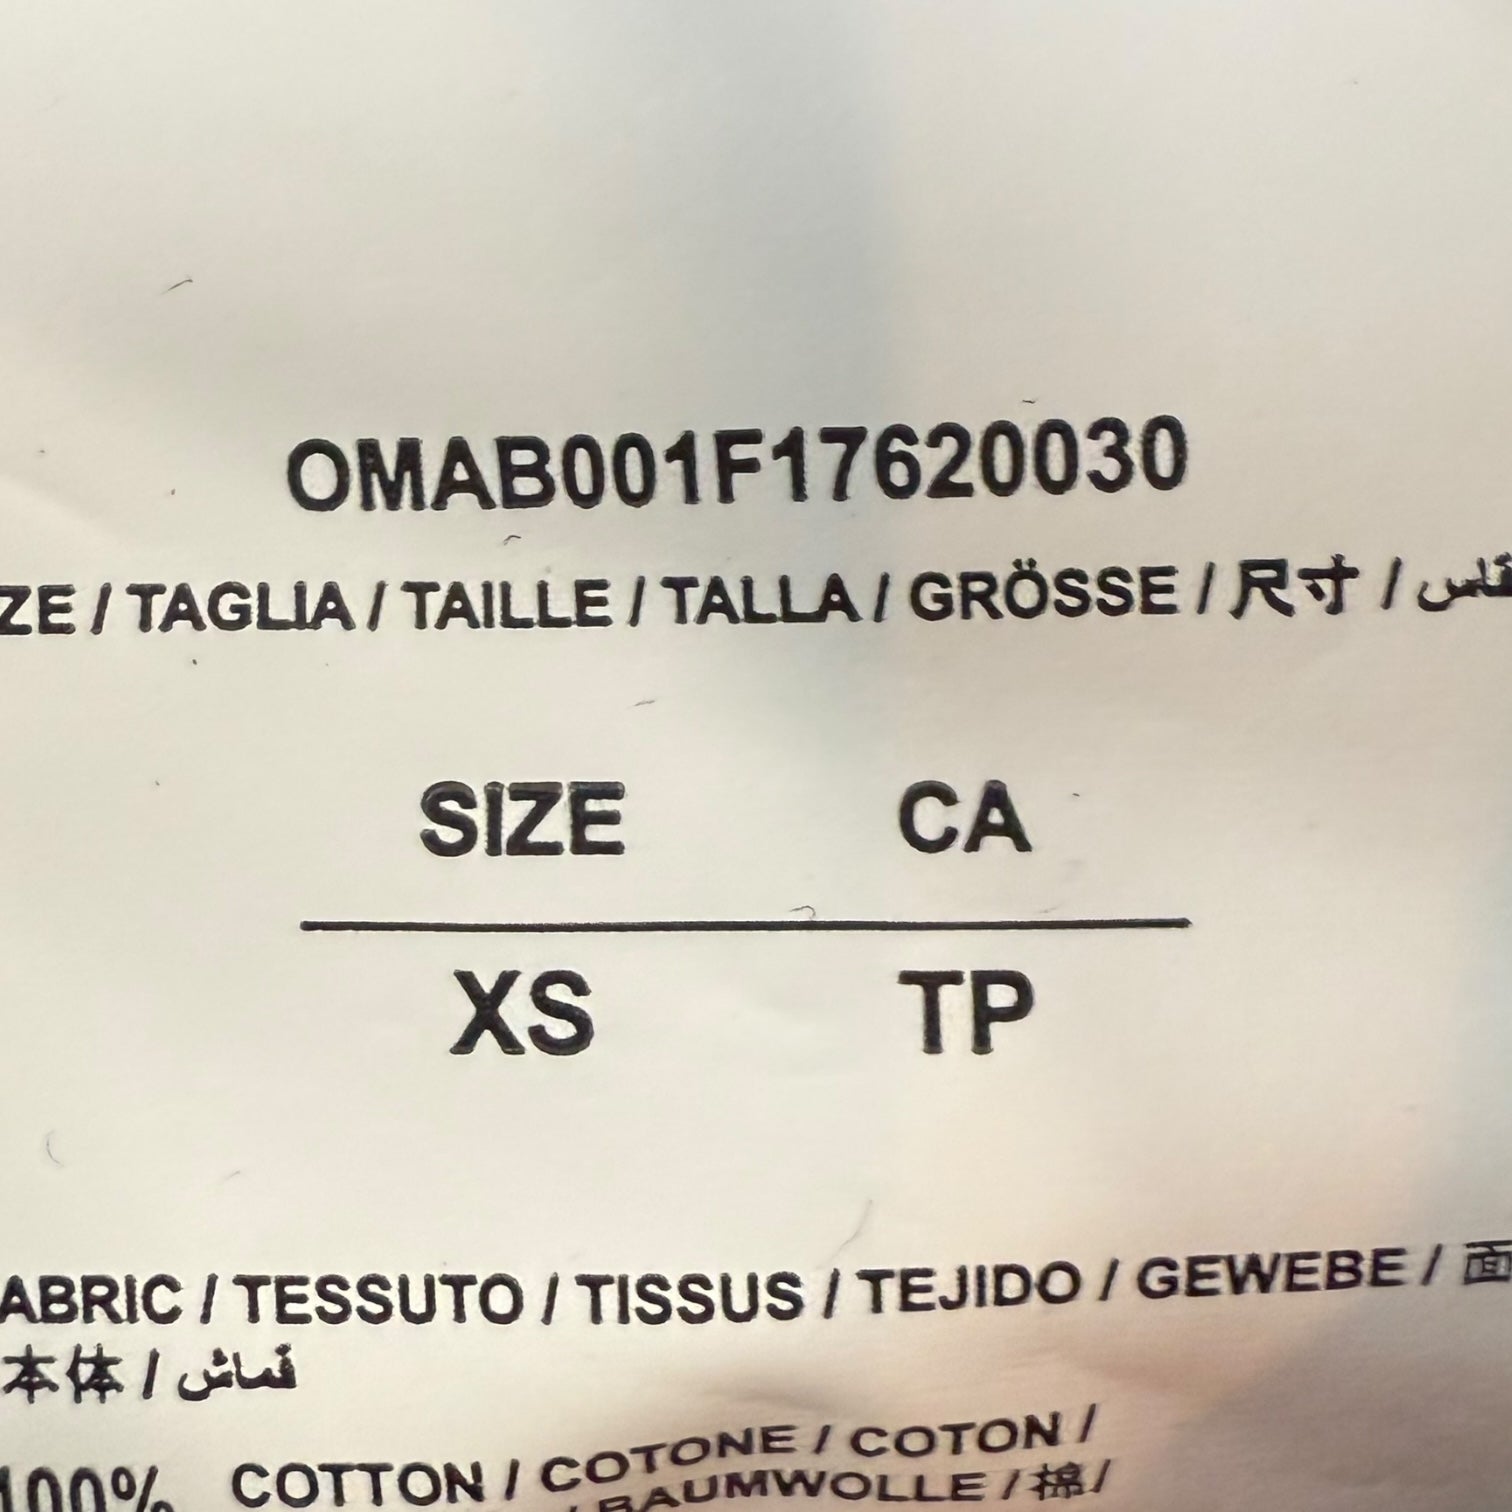 OMAB001F17620030
ZE / TAGLIA / TAILLE / TALLA / GRÖSSE / 尺寸 / قاس
SIZE CA
XS TP
ABRIC / TESSUTO / TISSUS / TEJIDO / GEWEBE / 面
本体 / قماش
100% COTTON / COTONE / COTON /
/ BAUMWOLLE / 棉 /